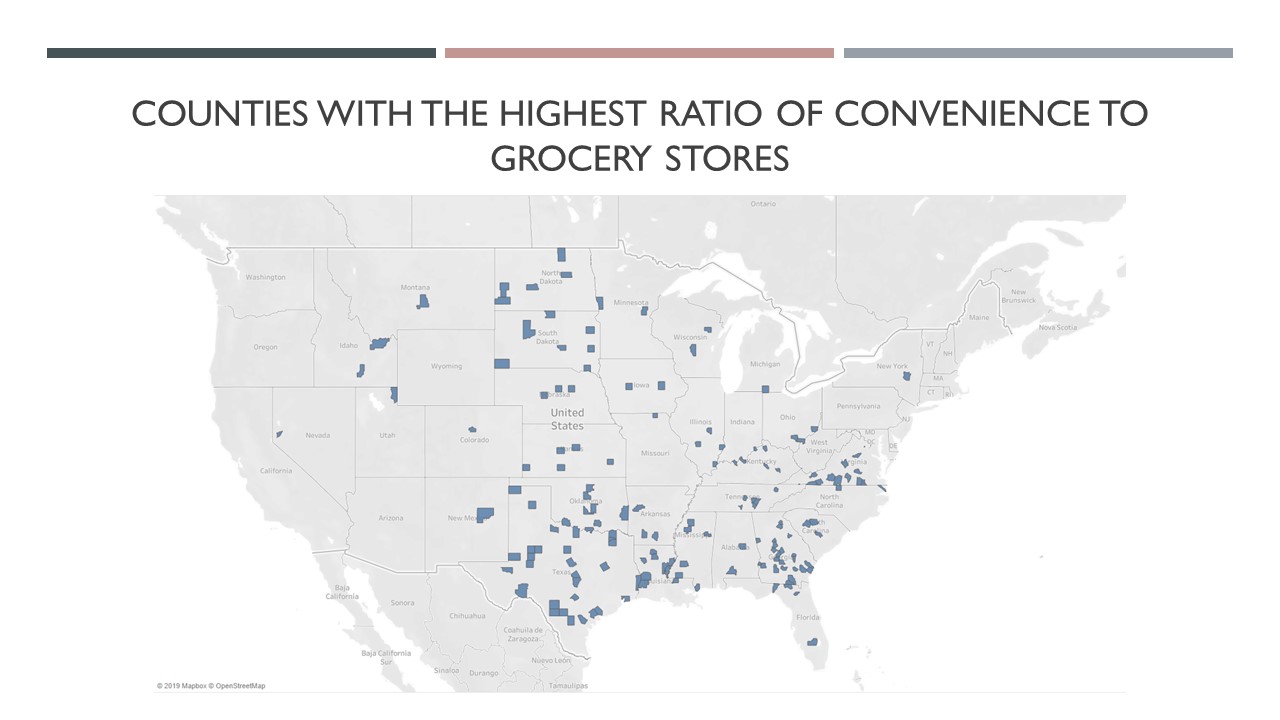 COUNTIES WITH THE HIGHEST RATIO OF CONVENIENCE TO
GROCERY STORES
Ontario
Washington
Montana
North
Dakota
Minnesota
New
Brunswick
Maine
Nova Scotia
Oregon
Idaho
South
Dakota
Wisconsin
VT
NH
Wyoming
Michigan
New York
MA
CT
RI
Iowa
Nebraska
United
States
Pennsylvania
Nevada
Utah
Colorado
Illinois
Indiana
Ohio
NJ
MD
DC
DE
West
Virginia
Virginia
Kansas
Missouri
Kentucky
California
Arizona
New Mexico
Oklahoma
Arkansas
Tennessee
North
Carolina
South
Carolina
Mississippi
Alabama
Georgia
Texas
Louisiana
Baja
California
Sonora
Chihuahua
Coahuila de
Zaragoza
Florida
Baja California
Sur
Sinaloa
Durango
Nuevo León
Tamaulipas
© 2019 Mapbox © OpenStreetMap